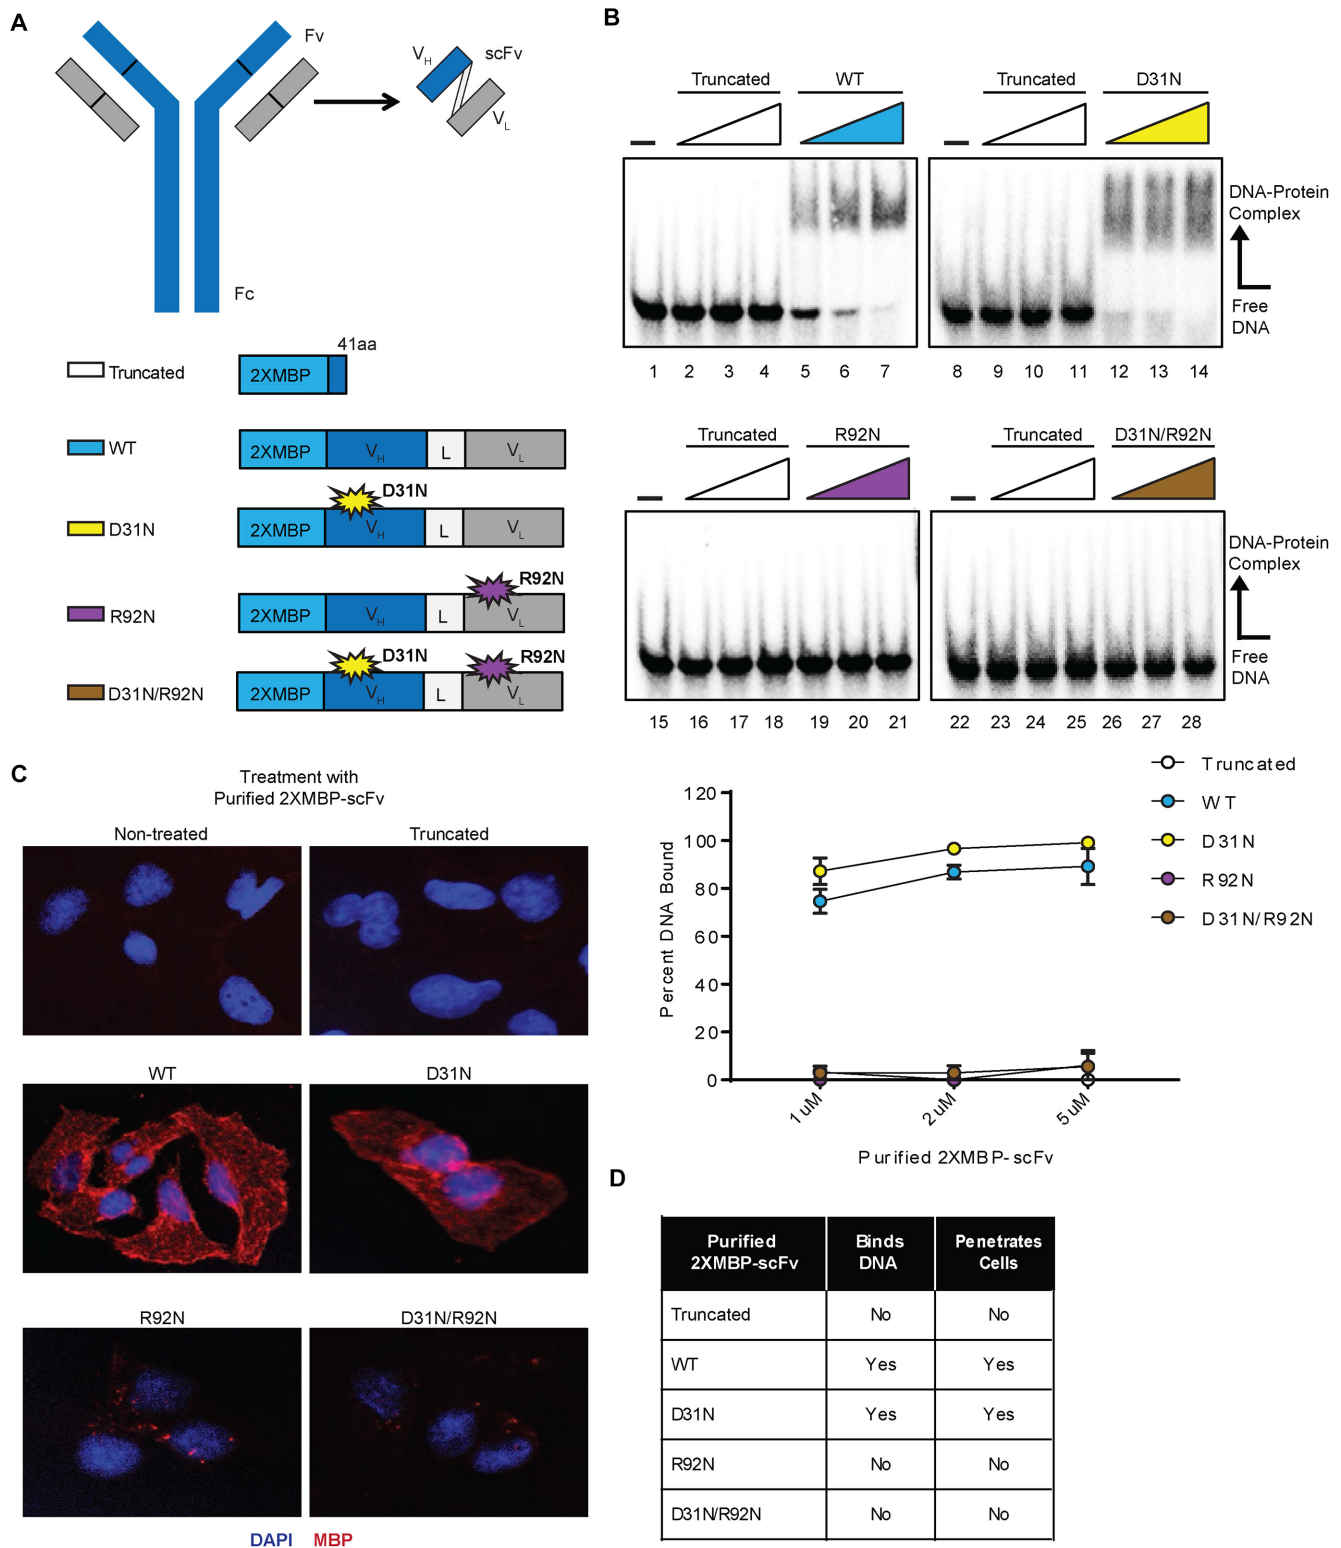 A
Fv
VH
scFv
VL
Fc
41aa
Truncated
2XMBP
WT
2XMBP
VH
L
VL
D31N
D31N
2XMBP
VH
L
VL
R92N
R92N
2XMBP
VH
L
VL
D31N
R92N
D31N/R92N
2XMBP
VH
L
VL
B
Truncated
WT
Truncated
D31N
DNA-Protein
Complex
Free
DNA
1 2 3 4 5 6 7
8 9 10 11 12 13 14
Truncated
R92N
Truncated
D31N/R92N
DNA-Protein
Complex
Free
DNA
15 16 17 18 19 20 21
22 23 24 25 26 27 28
Truncated
WT
D31N
R92N
D31N/R92N
Percent DNA Bound
120
100
80
60
40
20
0
1 uM
2 uM
5 uM
Purified 2XMBP-scFv
C
Treatment with
Purified 2XMBP-scFv
Non-treated
Truncated
WT
D31N
R92N
D31N/R92N
DAPI MBP
D
Purified
2XMBP-scFv
Binds
DNA
Penetrates
Cells
Truncated No No
WT Yes Yes
D31N Yes Yes
R92N No No
D31N/R92N No No